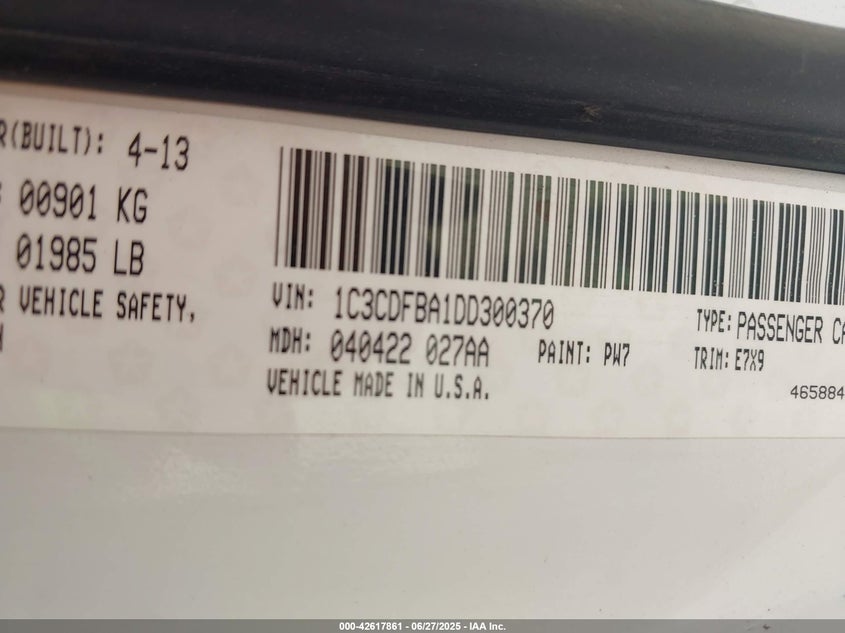 R(BUILT): 4-13
00901 KG
01985 LB
R VEHICLE SAFETY,
VIN: 1C3CDFBA1DD300370
TYPE: PASSENGER CA
MDH: 040422 027AA
PAINT: PW7
TRIM: E7X9
VEHICLE MADE IN U.S.A.
465884
000-42617861 - 06/27/2025 - IAA Inc.